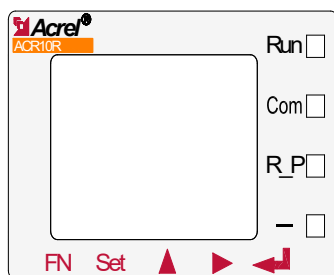 Acrel®
ACR10R
Run
Com
R_P
–
FN Set